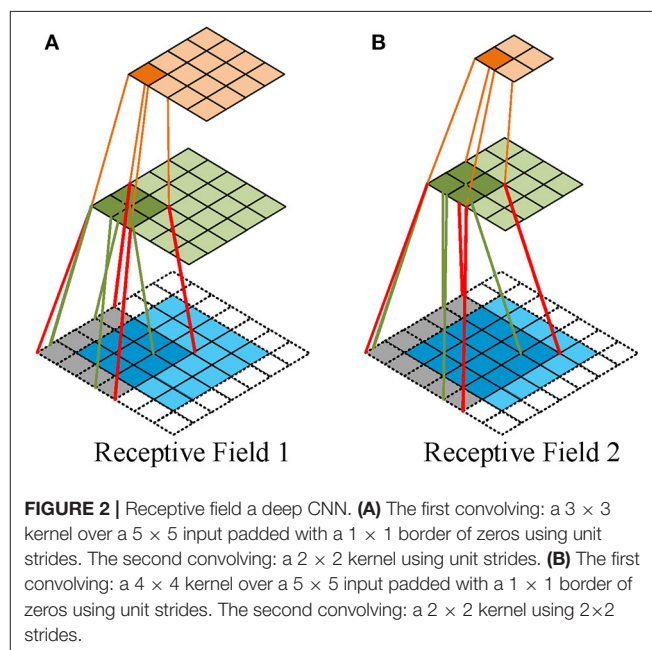 A
B
Receptive Field 1
Receptive Field 2
FIGURE 2 | Receptive field a deep CNN. (A) The first convolving: a 3 × 3
kernel over a 5 × 5 input padded with a 1 × 1 border of zeros using unit
strides. The second convolving: a 2 × 2 kernel using unit strides. (B) The first
convolving: a 4 × 4 kernel over a 5 × 5 input padded with a 1 × 1 border of
zeros using unit strides. The second convolving: a 2 × 2 kernel using 2×2
strides.